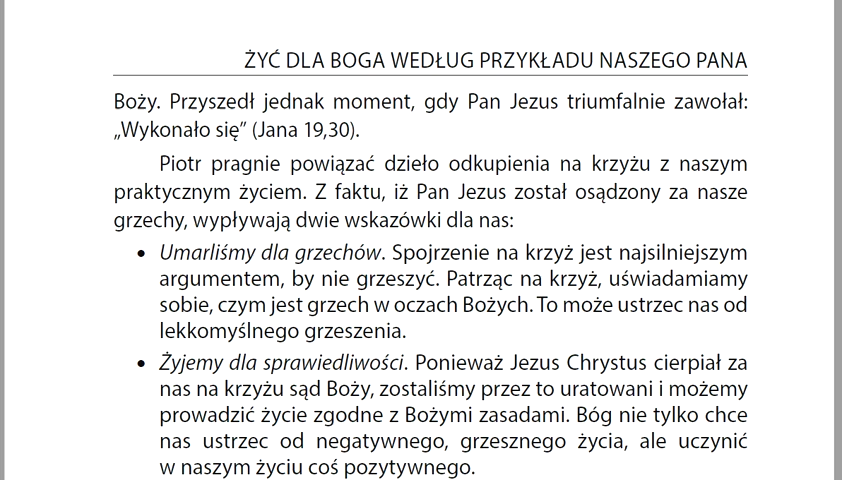 ŻYĆ DLA BOGA WEDŁUG PRZYKŁADU NASZEGO PANA
Boży. Przyszedł jednak moment, gdy Pan Jezus triumfalnie zawołał:
„Wykonało się” (Jana 19,30).
Piotr pragnie powiązać dzieło odkupienia na krzyżu z naszym
praktycznym życiem. Z faktu, iż Pan Jezus został osądzony za nasze
grzechy, wypływają dwie wskazówki dla nas:
• Umarliśmy dla grzechów. Spojrzenie na krzyż jest najsilniejszym
argumentem, by nie grzeszyć. Patrząc na krzyż, uświadamiamy
sobie, czym jest grzech w oczach Bożych. To może ustrzec nas od
lekkomyślnego grzeszenia.
• Żyjemy dla sprawiedliwości. Ponieważ Jezus Chrystus cierpiał za
nas na krzyżu sąd Boży, zostaliśmy przez to uratowani i możemy
prowadzić życie zgodne z Bożymi zasadami. Bóg nie tylko chce
nas ustrzec od negatywnego, grzesznego życia, ale uczynić
w naszym życiu coś pozytywnego.